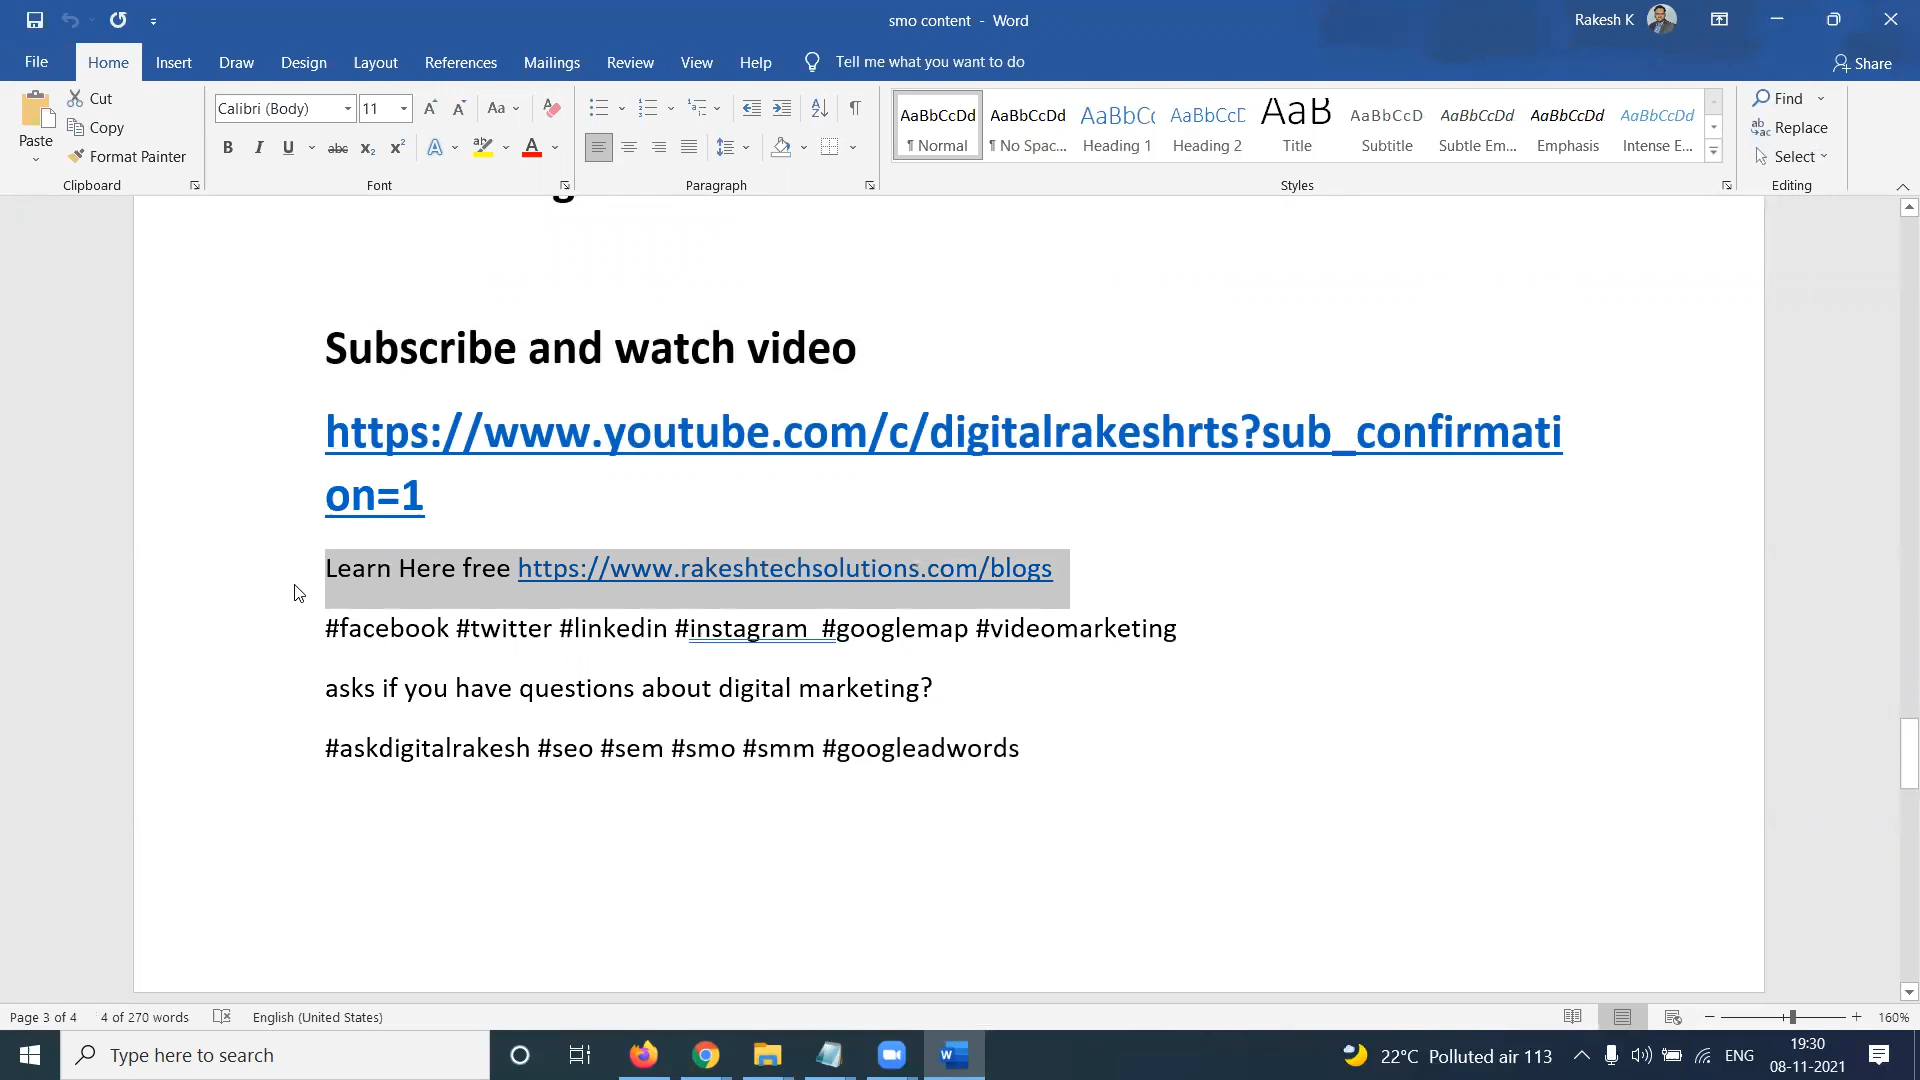 smo content - Word
Rakesh K
File Home Insert Draw Design Layout References Mailings Review View Help Tell me what you want to do Share
Paste Cut Copy Format Painter Clipboard
Calibri (Body) 11 Aa
B I U abc x₂ x² A ab A
Font
Paragraph
AaBbCcDd AaBbCcDd AaBbCc AaBbCcD AaB AaBbCcD AaBbCcDd AaBbCcDd AaBbCcDd
¶ Normal ¶ No Spac... Heading 1 Heading 2 Title Subtitle Subtle Em... Emphasis Intense E...
Styles
Find
Replace
Select
Editing
Subscribe and watch video
https://www.youtube.com/c/digitalrakeshrts?sub_confirmati
on=1
Learn Here free https://www.rakeshtechsolutions.com/blogs
#facebook #twitter #linkedin #instagram  #googlemap #videomarketing
asks if you have questions about digital marketing?
#askdigitalrakesh #seo #sem #smo #smm #googleadwords
Page 3 of 4 4 of 270 words English (United States) 160%
Type here to search
22°C Polluted air 113 ENG
19:30
08-11-2021